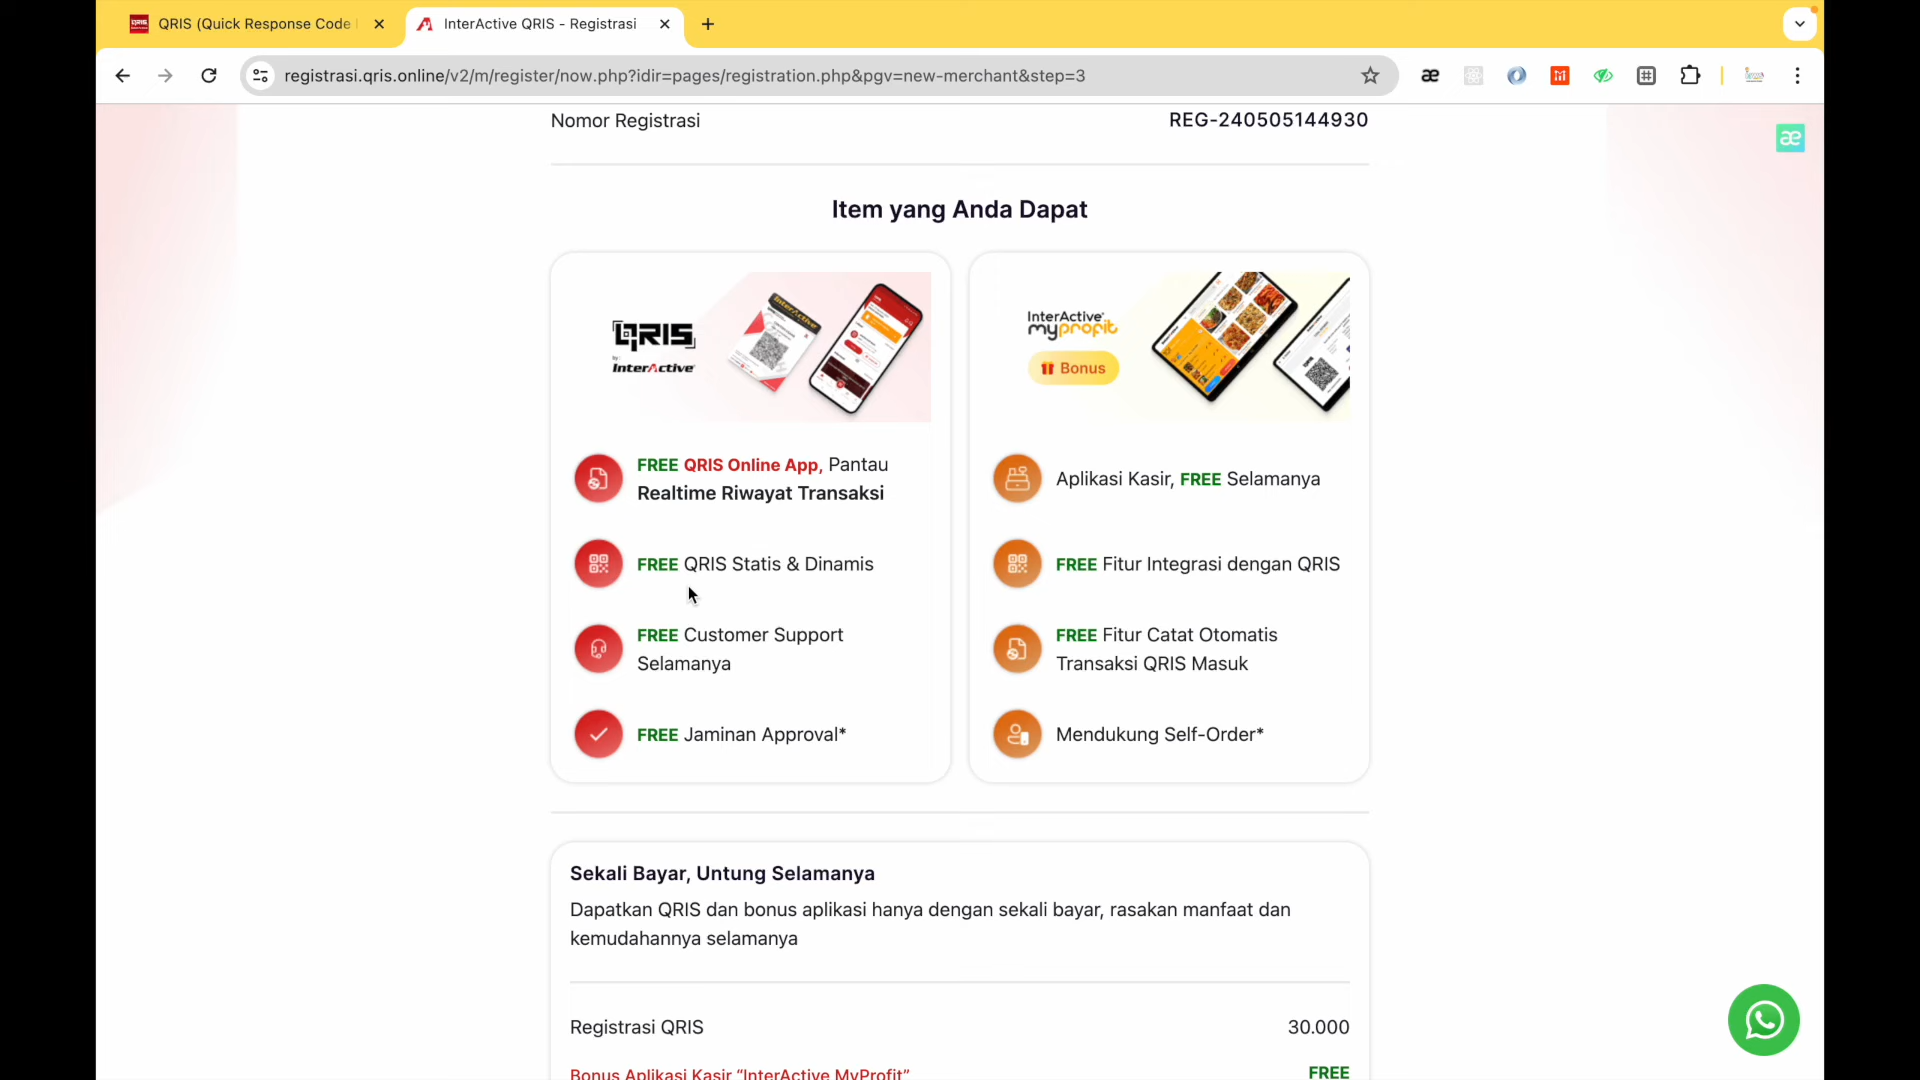 QRIS (Quick Response Code
InterActive QRIS - Registrasi
registrasi.qris.online/v2/m/register/now.php?idir=pages/registration.php&pgv=new-merchant&step=3
Nomor Registrasi
REG-240505144930
Item yang Anda Dapat
QRIS
by :
InterActive
InterActive
InterActive
myprofit
Bonus
FREE QRIS Online App, Pantau
Realtime Riwayat Transaksi
FREE QRIS Statis & Dinamis
FREE Customer Support
Selamanya
FREE Jaminan Approval*
Aplikasi Kasir, FREE Selamanya
FREE Fitur Integrasi dengan QRIS
FREE Fitur Catat Otomatis
Transaksi QRIS Masuk
Mendukung Self-Order*
Sekali Bayar, Untung Selamanya
Dapatkan QRIS dan bonus aplikasi hanya dengan sekali bayar, rasakan manfaat dan
kemudahannya selamanya
Registrasi QRIS
30.000
Bonus Aplikasi Kasir “InterActive MyProfit”
FREE